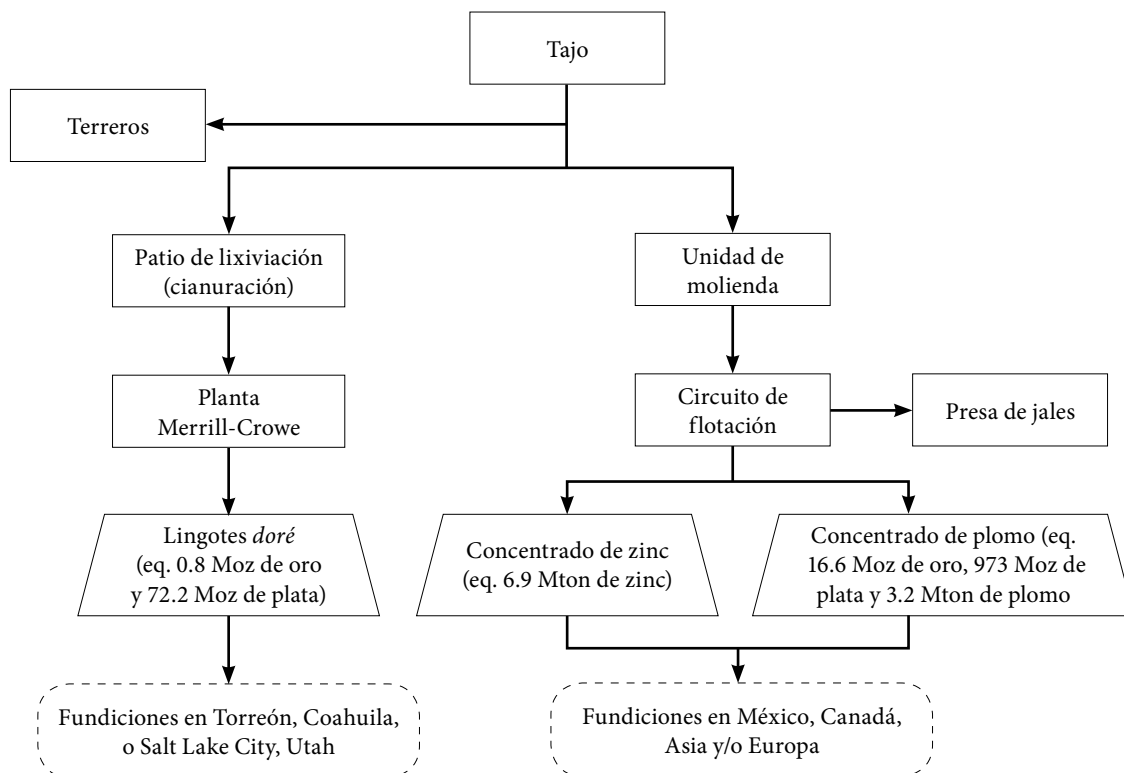 Tajo
Terreros
Patio de lixiviación
(cianuración)
Unidad de
molienda
Planta
Merrill-Crowe
Circuito de
flotación
Presa de jales
Lingotes doré
(eq. 0.8 Moz de oro
y 72.2 Moz de plata)
Concentrado de zinc
(eq. 6.9 Mton de zinc)
Concentrado de plomo (eq.
16.6 Moz de oro, 973 Moz de
plata y 3.2 Mton de plomo
Fundiciones en Torreón, Coahuila,
o Salt Lake City, Utah
Fundiciones en México, Canadá,
Asia y/o Europa